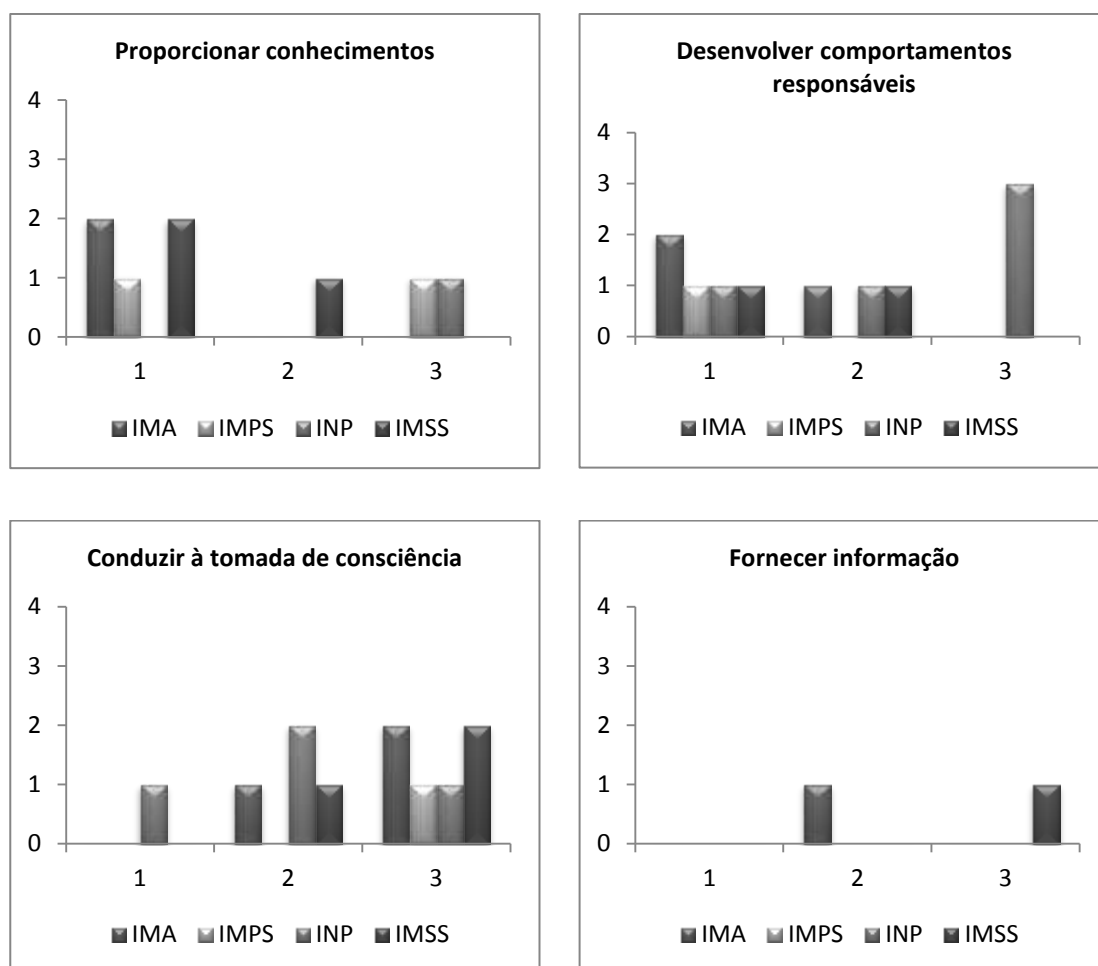 Proporcionar conhecimentos
4
3
2
1
0
1 2 3
IMA IMPS INP IMSS
Desenvolver comportamentos
responsáveis
4
3
2
1
0
1 2 3
IMA IMPS INP IMSS
Conduzir à tomada de consciência
4
3
2
1
0
1 2 3
IMA IMPS INP IMSS
Fornecer informação
4
3
2
1
0
1 2 3
IMA IMPS INP IMSS